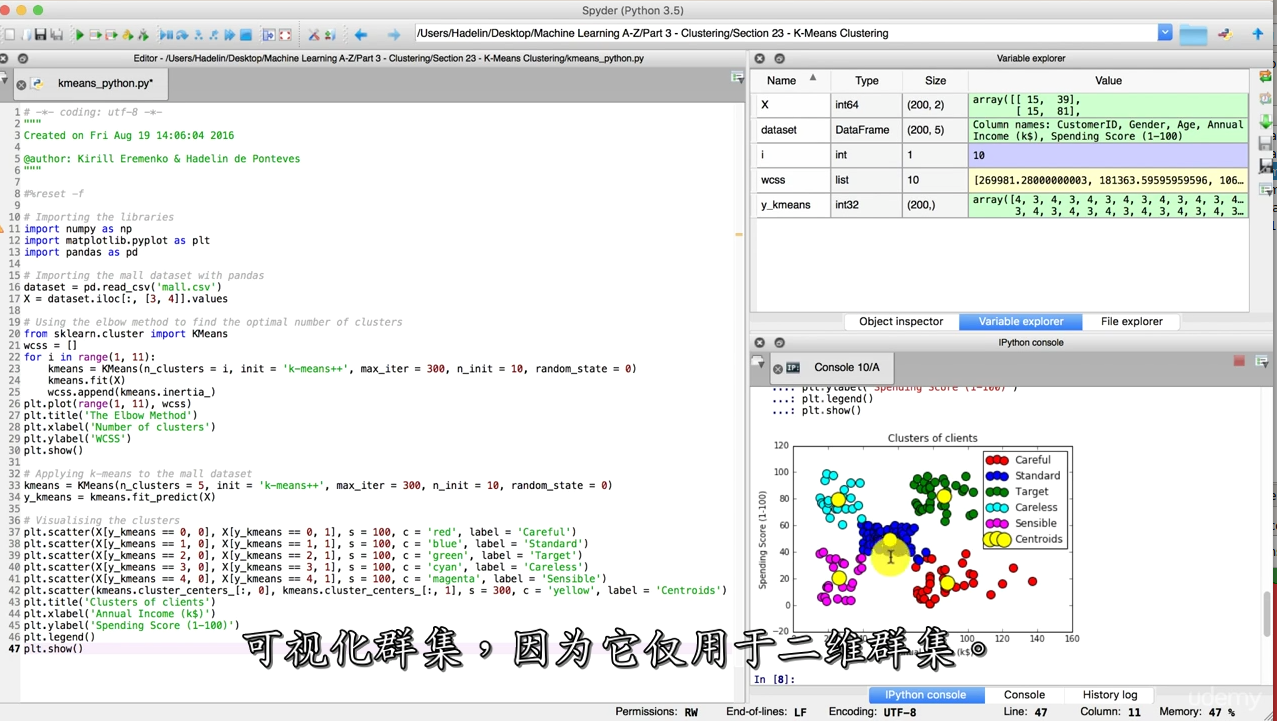 Spyder (Python 3.5)
/Users/Hadelin/Desktop/Machine Learning A-Z/Part 3 - Clustering/Section 23 - K-Means Clustering
Editor - /Users/Hadelin/Desktop/Machine Learning A-Z/Part 3 - Clustering/Section 23 - K-Means Clustering/kmeans_python.py
kmeans_python.py*
1 # -*- coding: utf-8 -*-
2 """
3 Created on Fri Aug 19 14:06:04 2016
4
5 @author: Kirill Eremenko & Hadelin de Ponteves
6 """
7
8 #%reset -f
9
10 # Importing the libraries
11 import numpy as np
12 import matplotlib.pyplot as plt
13 import pandas as pd
14
15 # Importing the mall dataset with pandas
16 dataset = pd.read_csv('mall.csv')
17 X = dataset.iloc[:, [3, 4]].values
18
19 # Using the elbow method to find the optimal number of clusters
20 from sklearn.cluster import KMeans
21 wcss = []
22 for i in range(1, 11):
23     kmeans = KMeans(n_clusters = i, init = 'k-means++', max_iter = 300, n_init = 10, random_state = 0)
24     kmeans.fit(X)
25     wcss.append(kmeans.inertia_)
26 plt.plot(range(1, 11), wcss)
27 plt.title('The Elbow Method')
28 plt.xlabel('Number of clusters')
29 plt.ylabel('WCSS')
30 plt.show()
31
32 # Applying k-means to the mall dataset
33 kmeans = KMeans(n_clusters = 5, init = 'k-means++', max_iter = 300, n_init = 10, random_state = 0)
34 y_kmeans = kmeans.fit_predict(X)
35
36 # Visualising the clusters
37 plt.scatter(X[y_kmeans == 0, 0], X[y_kmeans == 0, 1], s = 100, c = 'red', label = 'Careful')
38 plt.scatter(X[y_kmeans == 1, 0], X[y_kmeans == 1, 1], s = 100, c = 'blue', label = 'Standard')
39 plt.scatter(X[y_kmeans == 2, 0], X[y_kmeans == 2, 1], s = 100, c = 'green', label = 'Target')
40 plt.scatter(X[y_kmeans == 3, 0], X[y_kmeans == 3, 1], s = 100, c = 'cyan', label = 'Careless')
41 plt.scatter(X[y_kmeans == 4, 0], X[y_kmeans == 4, 1], s = 100, c = 'magenta', label = 'Sensible')
42 plt.scatter(kmeans.cluster_centers_[:, 0], kmeans.cluster_centers_[:, 1], s = 300, c = 'yellow', label = 'Centroids')
43 plt.title('Clusters of clients')
44 plt.xlabel('Annual Income (k$)')
45 plt.ylabel('Spending Score (1-100)')
46 plt.legend()
47 plt.show()
Variable explorer
Name Type Size Value
X int64 (200, 2) array([[ 15, 39],
[ 15, 81],
dataset DataFrame (200, 5) Column names: CustomerID, Gender, Age, Annual
Income (k$), Spending Score (1-100)
i int 1 10
wcss list 10 [269981.28000000003, 181363.59595959596, 106…
y_kmeans int32 (200,) array([4, 3, 4, 3, 4, 3, 4, 3, 4, 3, 4, 3, 4…
3, 4, 3, 4, 3, 4, 3, 4, 3, 4, 3, 4, 3…
Object inspector Variable explorer File explorer
IPython console
Console 10/A
...: plt.ylabel('Spending Score (1-100)')
...: plt.legend()
...: plt.show()
Clusters of clients
Spending Score (1-100)
120
100
80
60
40
20
0
−20
Careful
Standard
Target
Careless
Sensible
Centroids
100 120 140 160
(k$)
In [8]:
可视化群集，因为它仅用于二维群集。
IPython console Console History log
udemy
Permissions: RW End-of-lines: LF Encoding: UTF-8 Line: 47 Column: 11 Memory: 47 %